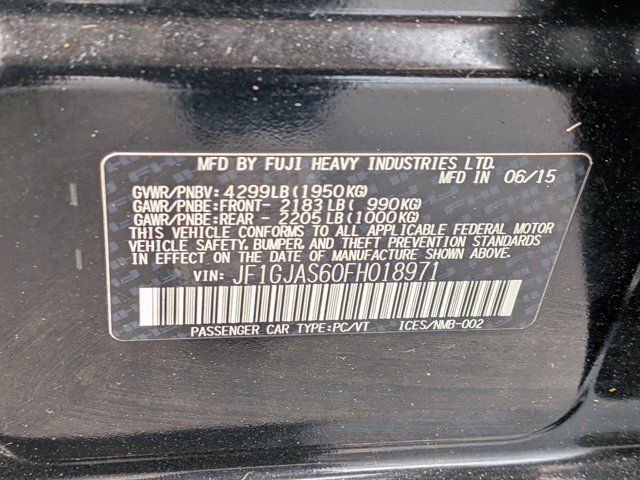 MFD BY FUJI HEAVY INDUSTRIES LTD.
MFD IN 06/15
GVWR/PNBV: 4299LB(1950KG)
GAWR/PNBE:FRONT- 2183LB( 990KG)
GAWR/PNBE:REAR - 2205LB(1000KG)
THIS VEHICLE CONFORMS TO ALL APPLICABLE FEDERAL MOTOR
VEHICLE SAFETY, BUMPER, AND THEFT PREVENTION STANDARDS
IN EFFECT ON THE DATE OF MANUFACTURE SHOWN ABOVE.
VIN: JF1GJAS60FH018971
PASSENGER CAR TYPE:PC/VT ICES/NMB-002